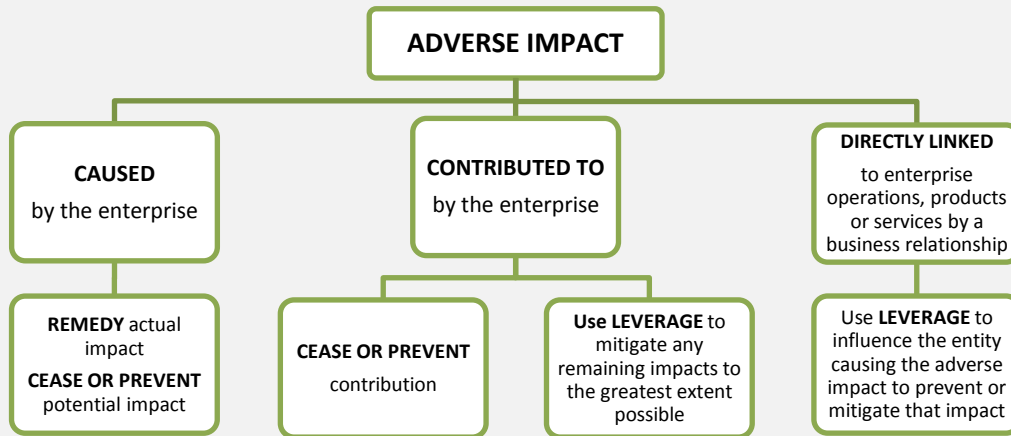 ADVERSE IMPACT
CAUSED
by the enterprise
CONTRIBUTED TO
by the enterprise
DIRECTLY LINKED
to enterprise
operations, products
or services by a
business relationship
REMEDY actual
impact
CEASE OR PREVENT
potential impact
CEASE OR PREVENT
contribution
Use LEVERAGE to
mitigate any
remaining impacts to
the greatest extent
possible
Use LEVERAGE to
influence the entity
causing the adverse
impact to prevent or
mitigate that impact